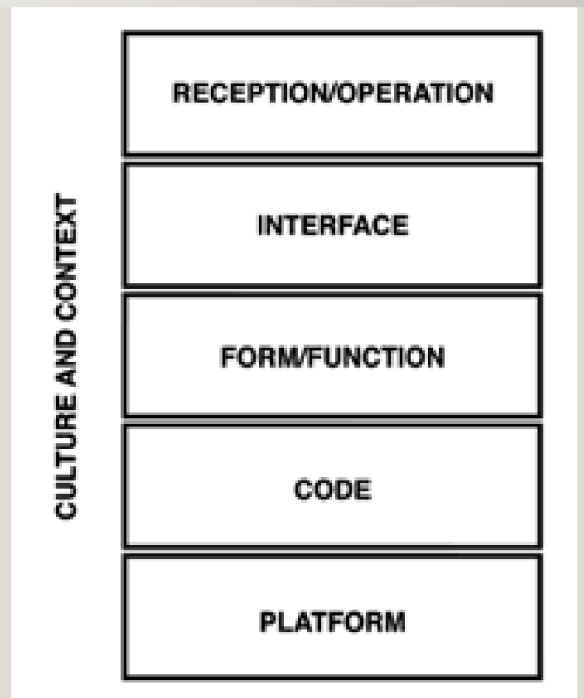 RECEPTION/OPERATION
INTERFACE
FORM/FUNCTION
CODE
PLATFORM
CULTURE AND CONTEXT